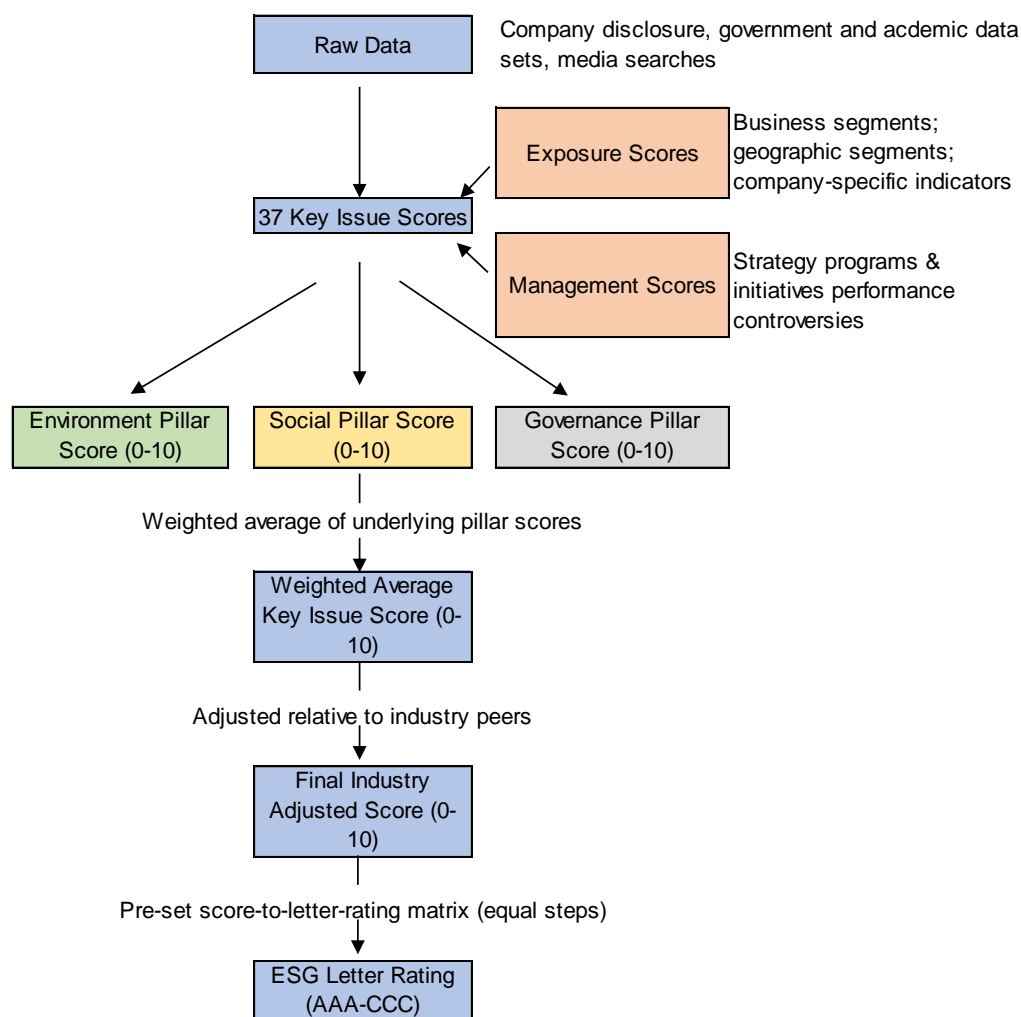 Raw Data
Company disclosure, government and acdemic data
sets, media searches
Exposure Scores
Business segments;
geographic segments;
company-specific indicators
37 Key Issue Scores
Management Scores
Strategy programs &
initiatives performance
controversies
Environment Pillar
Score (0-10)
Social Pillar Score
(0-10)
Governance Pillar
Score (0-10)
Weighted average of underlying pillar scores
Weighted Average
Key Issue Score (0-
10)
Adjusted relative to industry peers
Final Industry
Adjusted Score (0-
10)
Pre-set score-to-letter-rating matrix (equal steps)
ESG Letter Rating
(AAA-CCC)